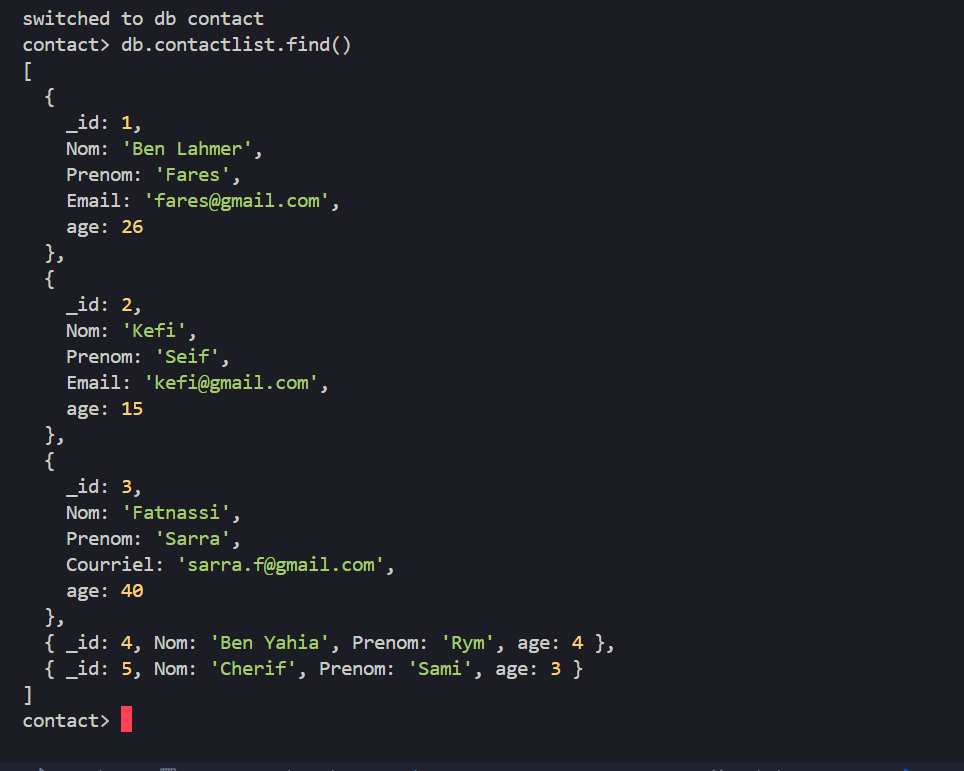 switched to db contact
contact> db.contactlist.find()
[
  {
    _id: 1,
    Nom: 'Ben Lahmer',
    Prenom: 'Fares',
    Email: 'fares@gmail.com',
    age: 26
  },
  {
    _id: 2,
    Nom: 'Kefi',
    Prenom: 'Seif',
    Email: 'kefi@gmail.com',
    age: 15
  },
  {
    _id: 3,
    Nom: 'Fatnassi',
    Prenom: 'Sarra',
    Courriel: 'sarra.f@gmail.com',
    age: 40
  },
  { _id: 4, Nom: 'Ben Yahia', Prenom: 'Rym', age: 4 },
  { _id: 5, Nom: 'Cherif', Prenom: 'Sami', age: 3 }
]
contact>